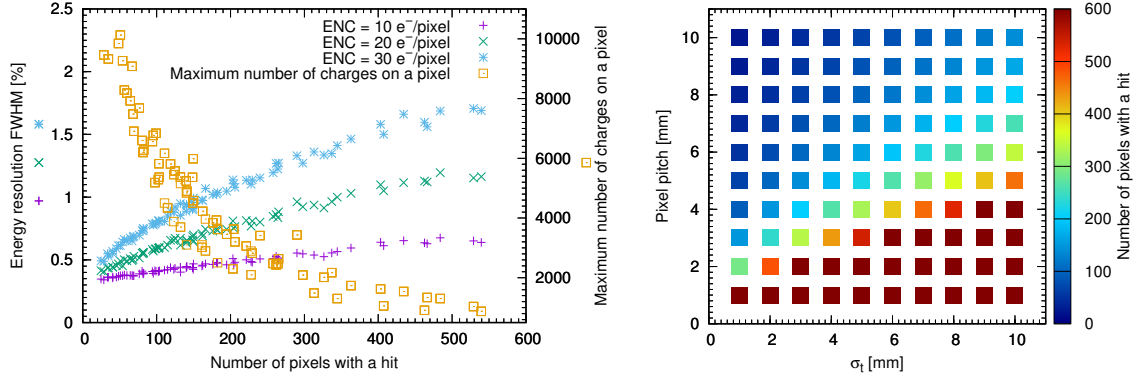 ENC = 10 e⁻/pixel
ENC = 20 e⁻/pixel
ENC = 30 e⁻/pixel
Maximum number of charges on a pixel
Energy resolution FWHM [%]
0
0.5
1
1.5
2
2.5
0 100 200 300 400 500 600
Number of pixels with a hit
2000
4000
6000
8000
10000
Maximum number of charges on a pixel
Pixel pitch [mm]
0
2
4
6
8
10
0 2 4 6 8 10
σt [mm]
0
100
200
300
400
500
600
Number of pixels with a hit